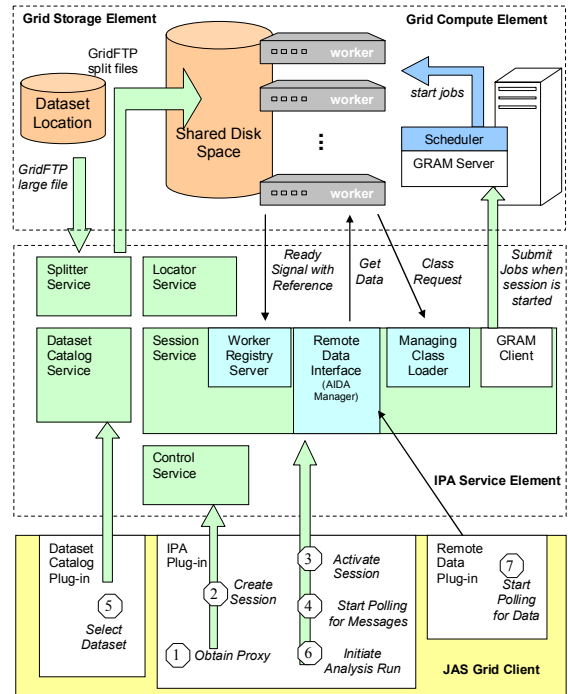 Grid Storage Element
Grid Compute Element
GridFTP
split files
Dataset
Location
Shared Disk
Space
worker
worker
⋮
worker
start jobs
Scheduler
GRAM Server
GridFTP
large file
Ready
Signal with
Reference
Get
Data
Class
Request
Submit
Jobs when
session is
started
Splitter
Service
Locator
Service
Dataset
Catalog
Service
Session
Service
Worker
Registry
Server
Remote
Data
Interface
(AIDA
Manager)
Managing
Class
Loader
GRAM
Client
Control
Service
IPA Service Element
Dataset
Catalog
Plug-in
5
Select
Dataset
IPA
Plug-in
2
Create
Session
1
Obtain Proxy
3
Activate
Session
4
Start Polling
for Messages
6
Initiate
Analysis Run
Remote
Data
Plug-in
7
Start
Polling
for Data
JAS Grid Client